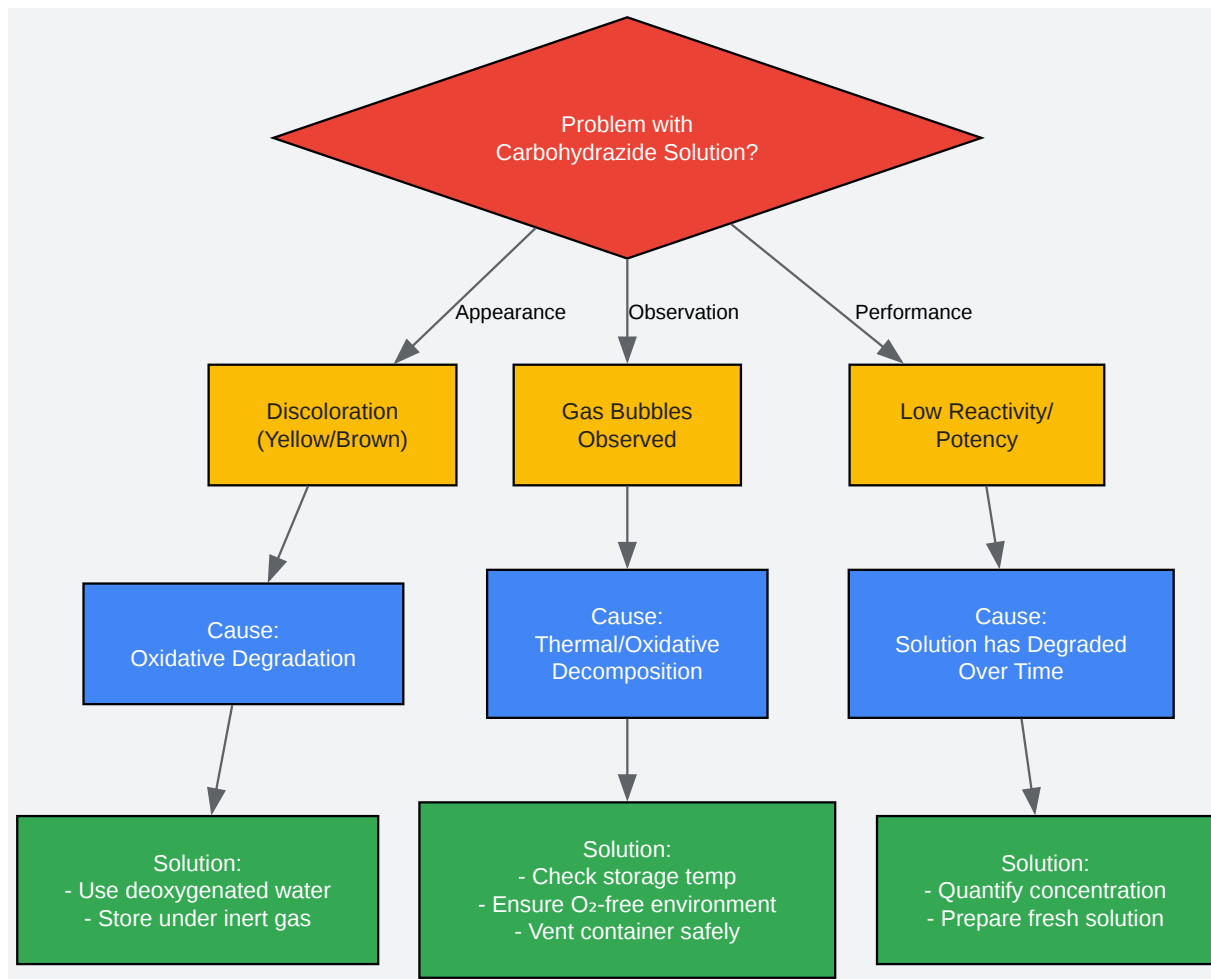 Problem with
Carbohydrazide Solution?
Appearance
Observation
Performance
Discoloration
(Yellow/Brown)
Gas Bubbles
Observed
Low Reactivity/
Potency
Cause:
Oxidative Degradation
Cause:
Thermal/Oxidative
Decomposition
Cause:
Solution has Degraded
Over Time
Solution:
- Use deoxygenated water
- Store under inert gas
Solution:
- Check storage temp
- Ensure O₂-free environment
- Vent container safely
Solution:
- Quantify concentration
- Prepare fresh solution